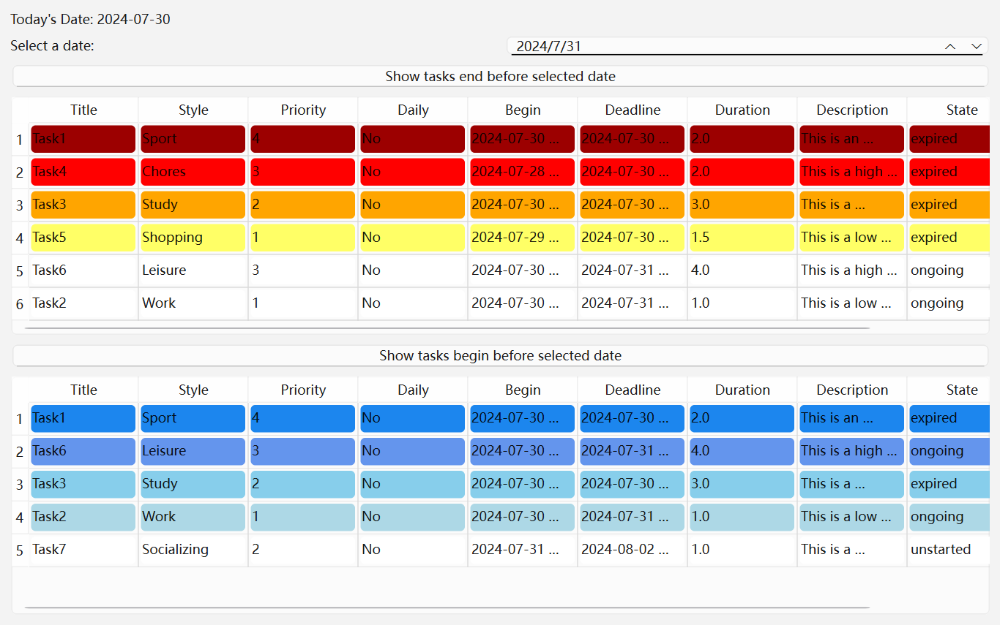 Today's Date: 2024-07-30
Select a date: 2024/7/31
Show tasks end before selected date
Title Style Priority Daily Begin Deadline Duration Description State
1 Task1 Sport 4 No 2024-07-30 ... 2024-07-30 ... 2.0 This is an ... expired
2 Task4 Chores 3 No 2024-07-28 ... 2024-07-30 ... 2.0 This is a high ... expired
3 Task3 Study 2 No 2024-07-30 ... 2024-07-30 ... 3.0 This is a ... expired
4 Task5 Shopping 1 No 2024-07-29 ... 2024-07-30 ... 1.5 This is a low ... expired
5 Task6 Leisure 3 No 2024-07-30 ... 2024-07-31 ... 4.0 This is a high ... ongoing
6 Task2 Work 1 No 2024-07-30 ... 2024-07-31 ... 1.0 This is a low ... ongoing
Show tasks begin before selected date
Title Style Priority Daily Begin Deadline Duration Description State
1 Task1 Sport 4 No 2024-07-30 ... 2024-07-30 ... 2.0 This is an ... expired
2 Task6 Leisure 3 No 2024-07-30 ... 2024-07-31 ... 4.0 This is a high ... ongoing
3 Task3 Study 2 No 2024-07-30 ... 2024-07-30 ... 3.0 This is a ... expired
4 Task2 Work 1 No 2024-07-30 ... 2024-07-31 ... 1.0 This is a low ... ongoing
5 Task7 Socializing 2 No 2024-07-31 ... 2024-08-02 ... 1.0 This is a ... unstarted